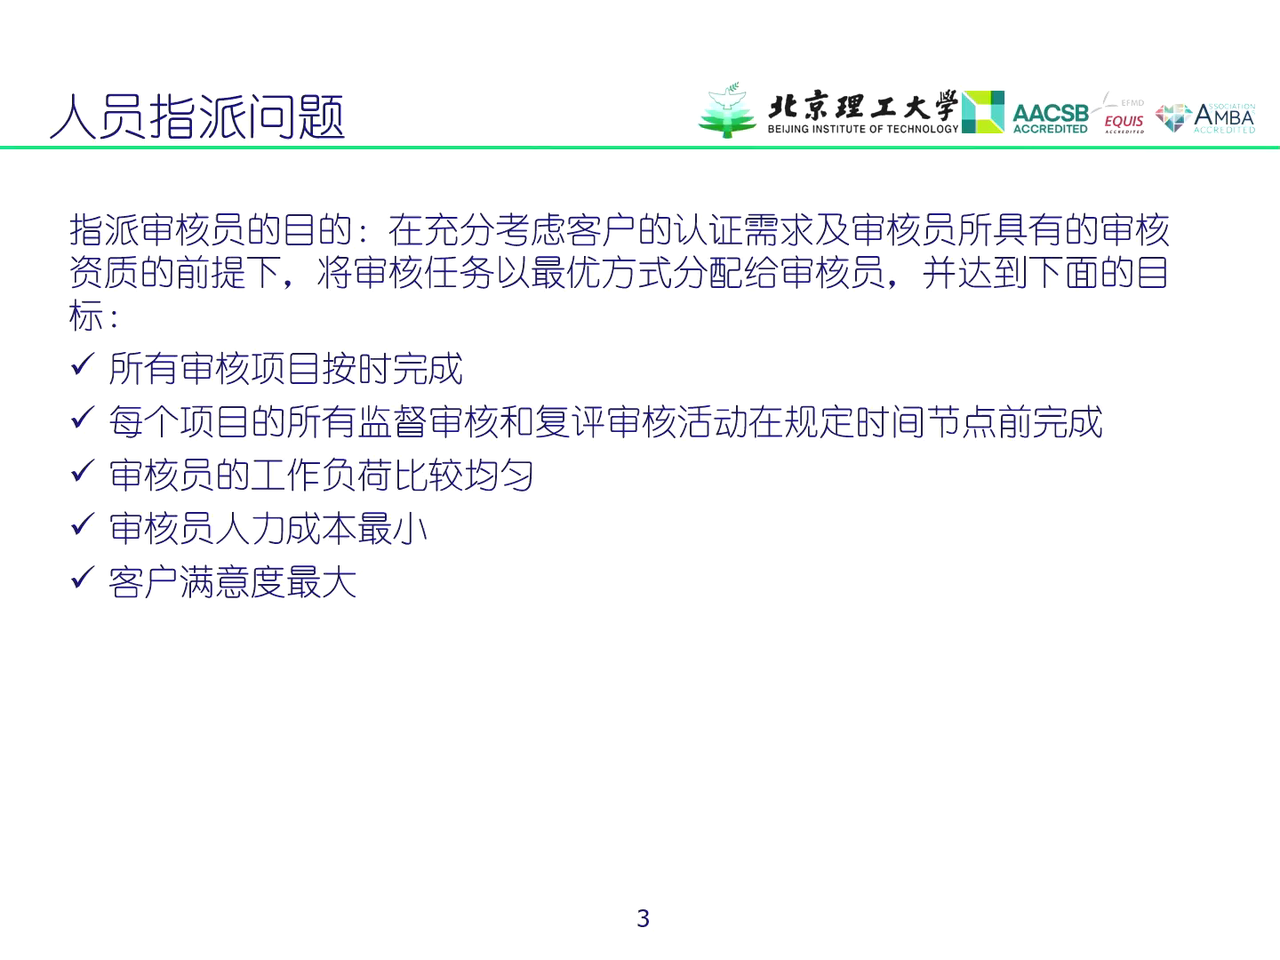 人员指派问题
北京理工大学
BEIJING INSTITUTE OF TECHNOLOGY
AACSB
ACCREDITED
EFMD
EQUIS
ACCREDITED
ASSOCIATION
AMBA
ACCREDITED
指派审核员的目的：在充分考虑客户的认证需求及审核员所具有的审核
资质的前提下，将审核任务以最优方式分配给审核员，并达到下面的目
标：
✓ 所有审核项目按时完成
✓ 每个项目的所有监督审核和复评审核活动在规定时间节点前完成
✓ 审核员的工作负荷比较均匀
✓ 审核员人力成本最小
✓ 客户满意度最大
3